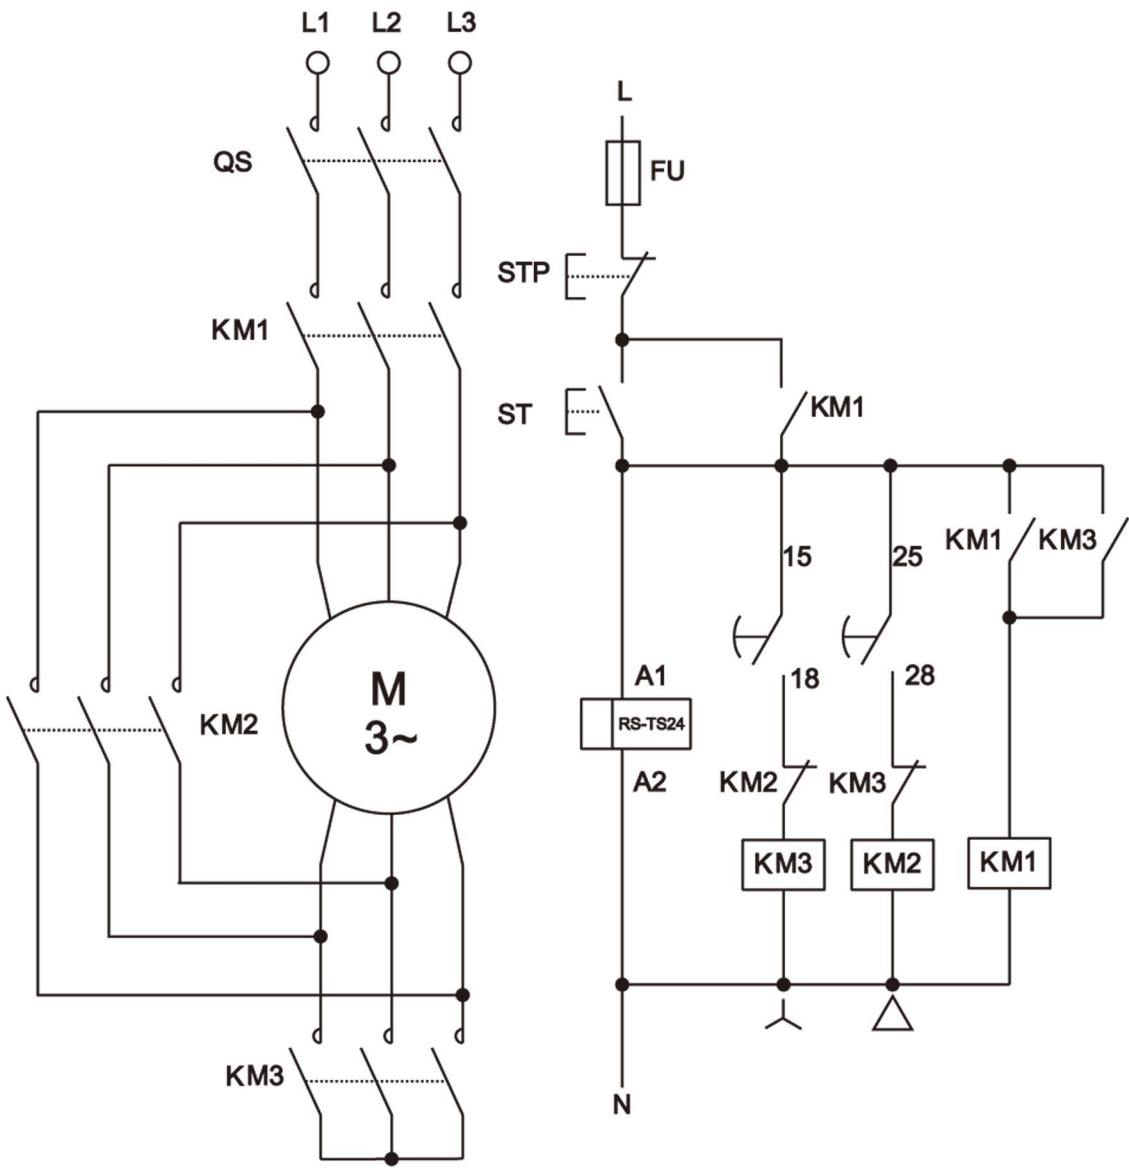 L1 L2 L3
QS
KM1
KM2
M
3~
KM3
L
FU
STP
ST
KM1
KM1 KM3
15 25
A1
18 28
RS-TS24
A2
KM2 KM3
KM3 KM2 KM1
N